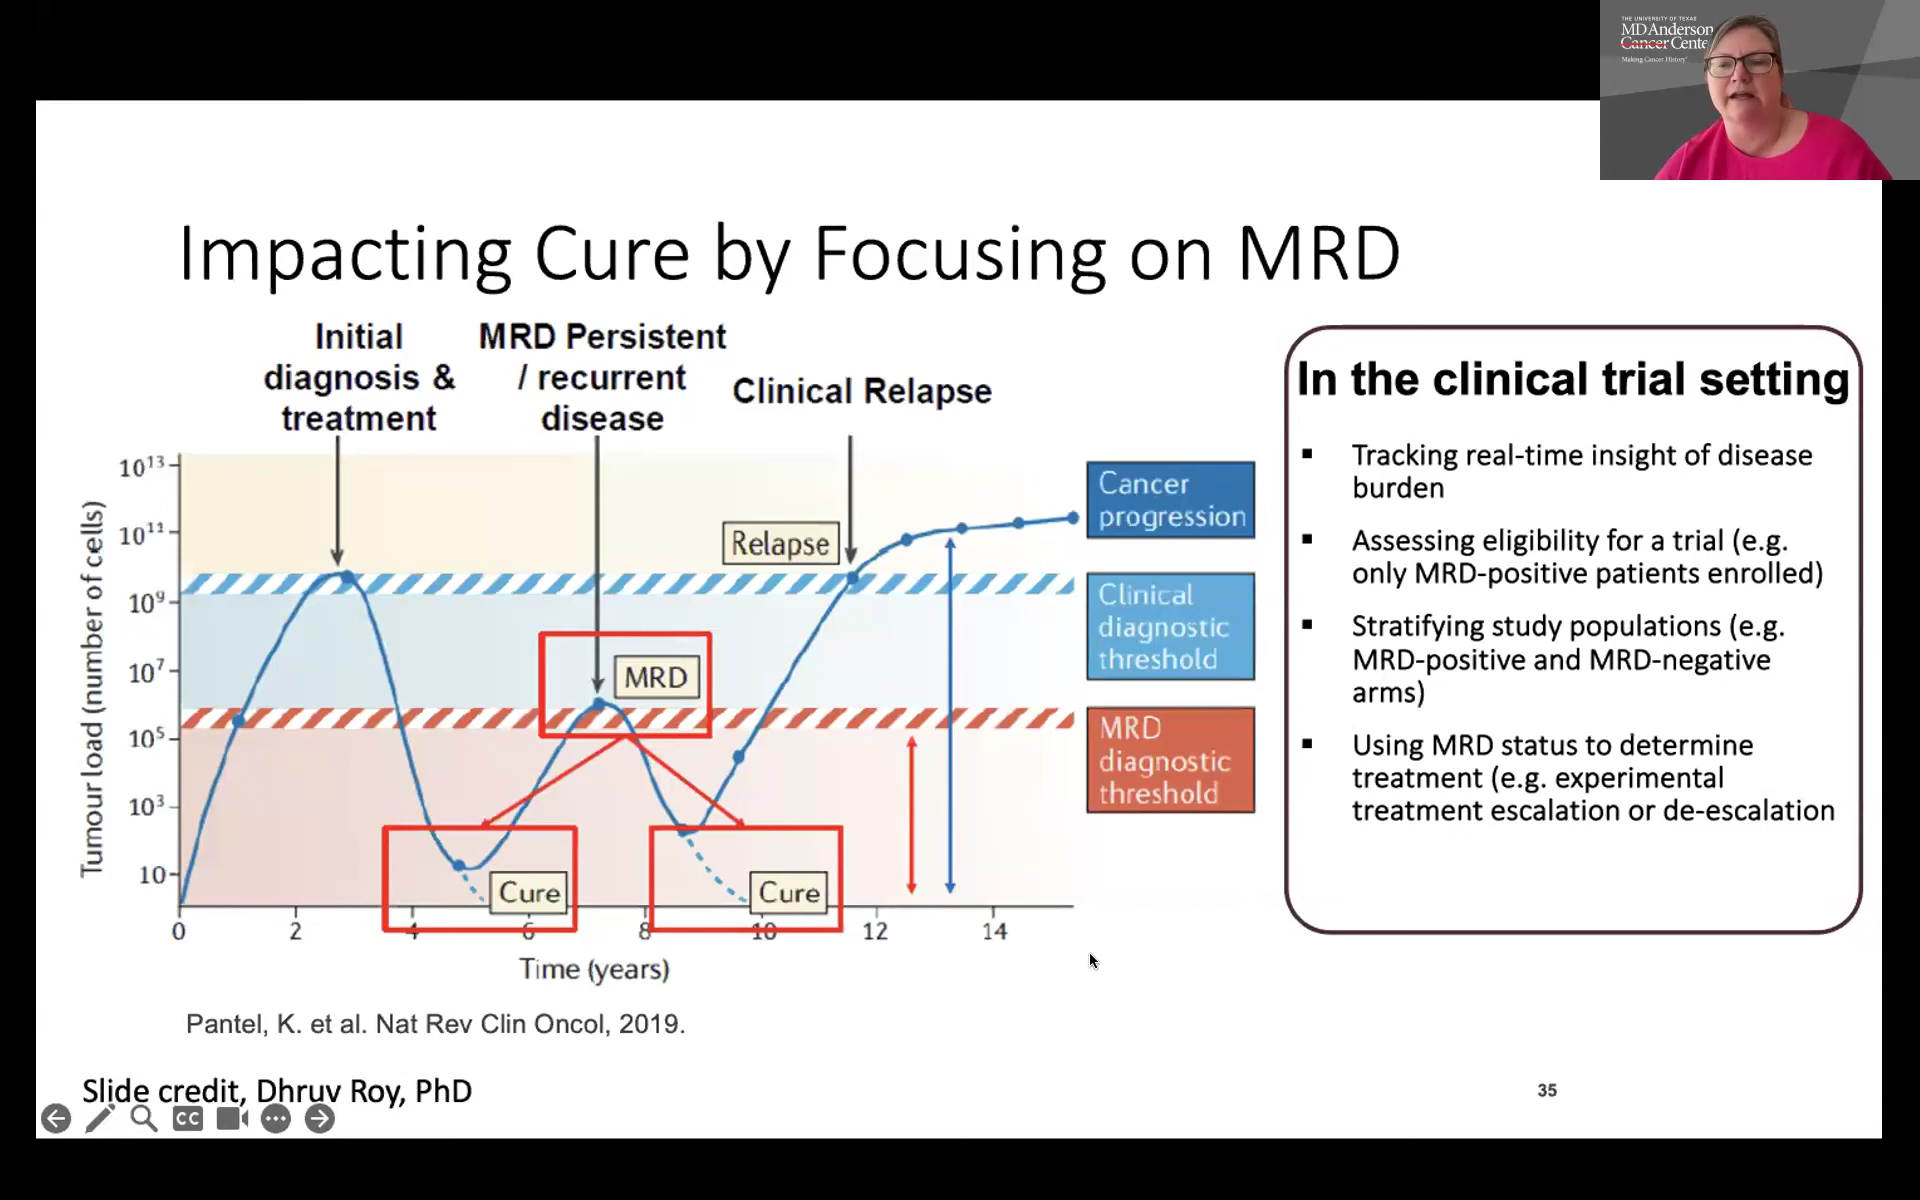 THE UNIVERSITY OF TEXAS
MD Anderson
Cancer Cente
Making Cancer History®
Impacting Cure by Focusing on MRD
Initial
diagnosis &
treatment
MRD Persistent
/ recurrent
disease
Clinical Relapse
Tumour load (number of cells)
10¹³
10¹¹
10⁹
10⁷
10⁵
10³
10
Relapse
MRD
Cure
Cure
0 2 4 6 8 10 12 14
Time (years)
Cancer
progression
Clinical
diagnostic
threshold
MRD
diagnostic
threshold
In the clinical trial setting
▪ Tracking real-time insight of disease
burden
▪ Assessing eligibility for a trial (e.g.
only MRD-positive patients enrolled)
▪ Stratifying study populations (e.g.
MRD-positive and MRD-negative
arms)
▪ Using MRD status to determine
treatment (e.g. experimental
treatment escalation or de-escalation
Pantel, K. et al. Nat Rev Clin Oncol, 2019.
Slide credit, Dhruv Roy, PhD
CC
35